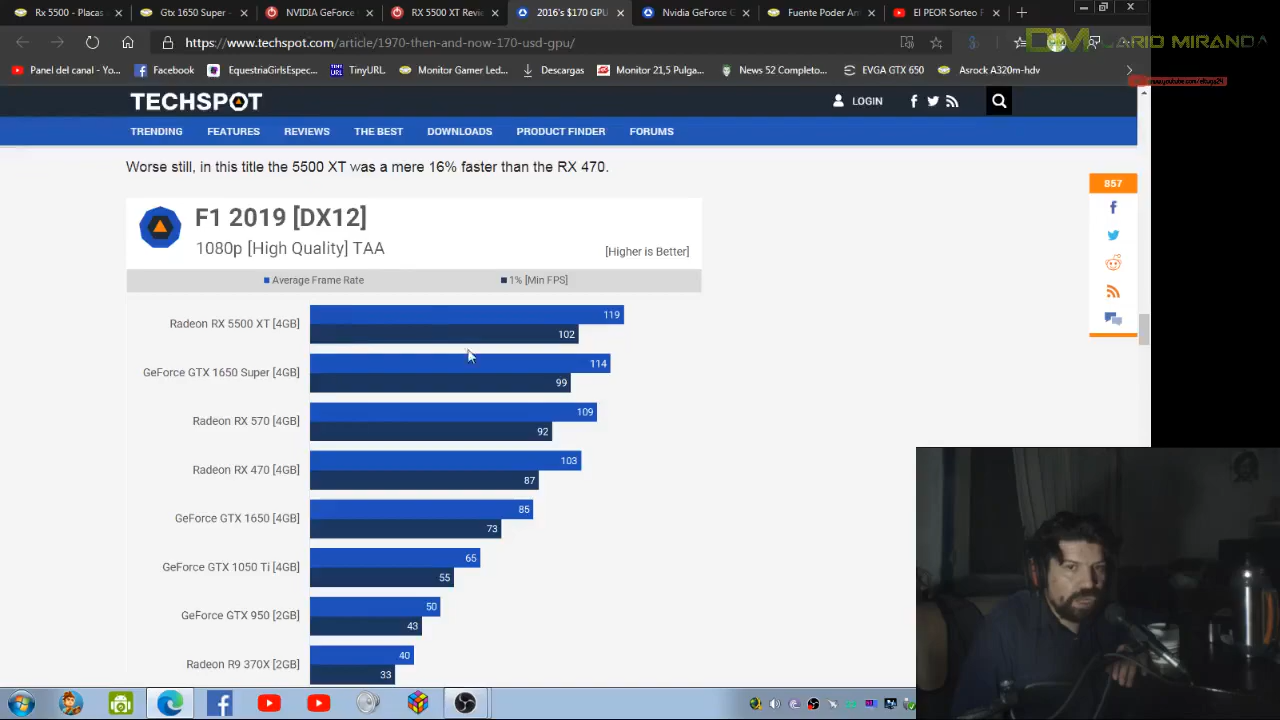 Rx 5500 - Placas
Gtx 1650 Super -
NVIDIA GeForce
RX 5500 XT Revie
2016's $170 GPU
Nvidia GeForce G
Fuente Poder Am
El PEOR Sorteo F
https://www.techspot.com/article/1970-then-and-now-170-usd-gpu/
Panel del canal - Yo...
Facebook
EquestriaGirlsEspec...
TinyURL
Monitor Gamer Led...
Descargas
Monitor 21,5 Pulga...
News 52 Completo...
EVGA GTX 650
Asrock A320m-hdv
TECHSPOT
LOGIN
TRENDING FEATURES REVIEWS THE BEST DOWNLOADS PRODUCT FINDER FORUMS
Worse still, in this title the 5500 XT was a mere 16% faster than the RX 470.
857
F1 2019 [DX12]
1080p [High Quality] TAA
[Higher is Better]
Average Frame Rate
1% [Min FPS]
Radeon RX 5500 XT [4GB]
119
102
GeForce GTX 1650 Super [4GB]
114
99
Radeon RX 570 [4GB]
109
92
Radeon RX 470 [4GB]
103
87
GeForce GTX 1650 [4GB]
85
73
GeForce GTX 1050 Ti [4GB]
65
55
GeForce GTX 950 [2GB]
50
43
Radeon R9 370X [2GB]
40
33